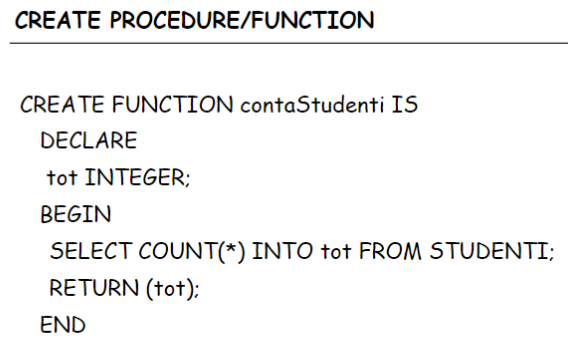 CREATE PROCEDURE/FUNCTION
CREATE FUNCTION contaStudenti IS
DECLARE
tot INTEGER;
BEGIN
SELECT COUNT(*) INTO tot FROM STUDENTI;
RETURN (tot);
END